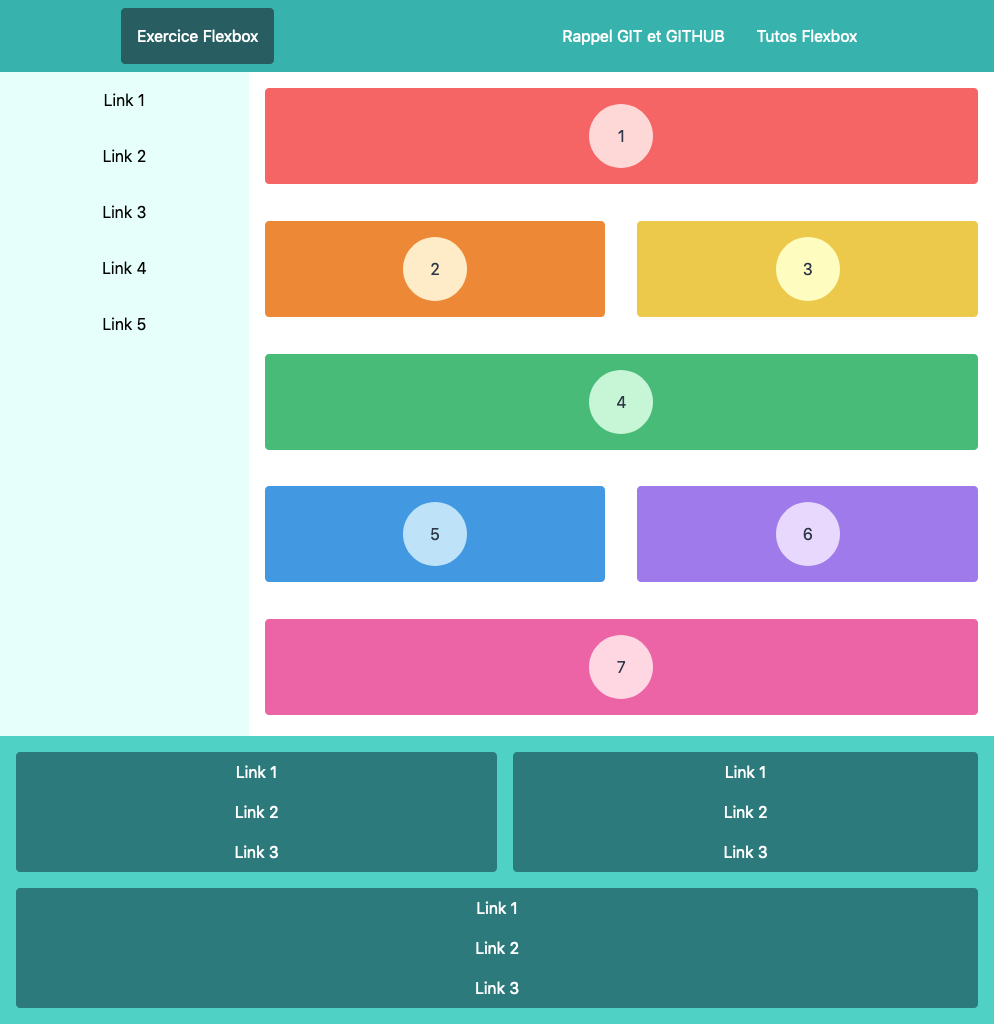 Exercice Flexbox
Rappel GIT et GITHUB
Tutos Flexbox
Link 1
Link 2
Link 3
Link 4
Link 5
1
2
3
4
5
6
7
Link 1
Link 2
Link 3
Link 1
Link 2
Link 3
Link 1
Link 2
Link 3